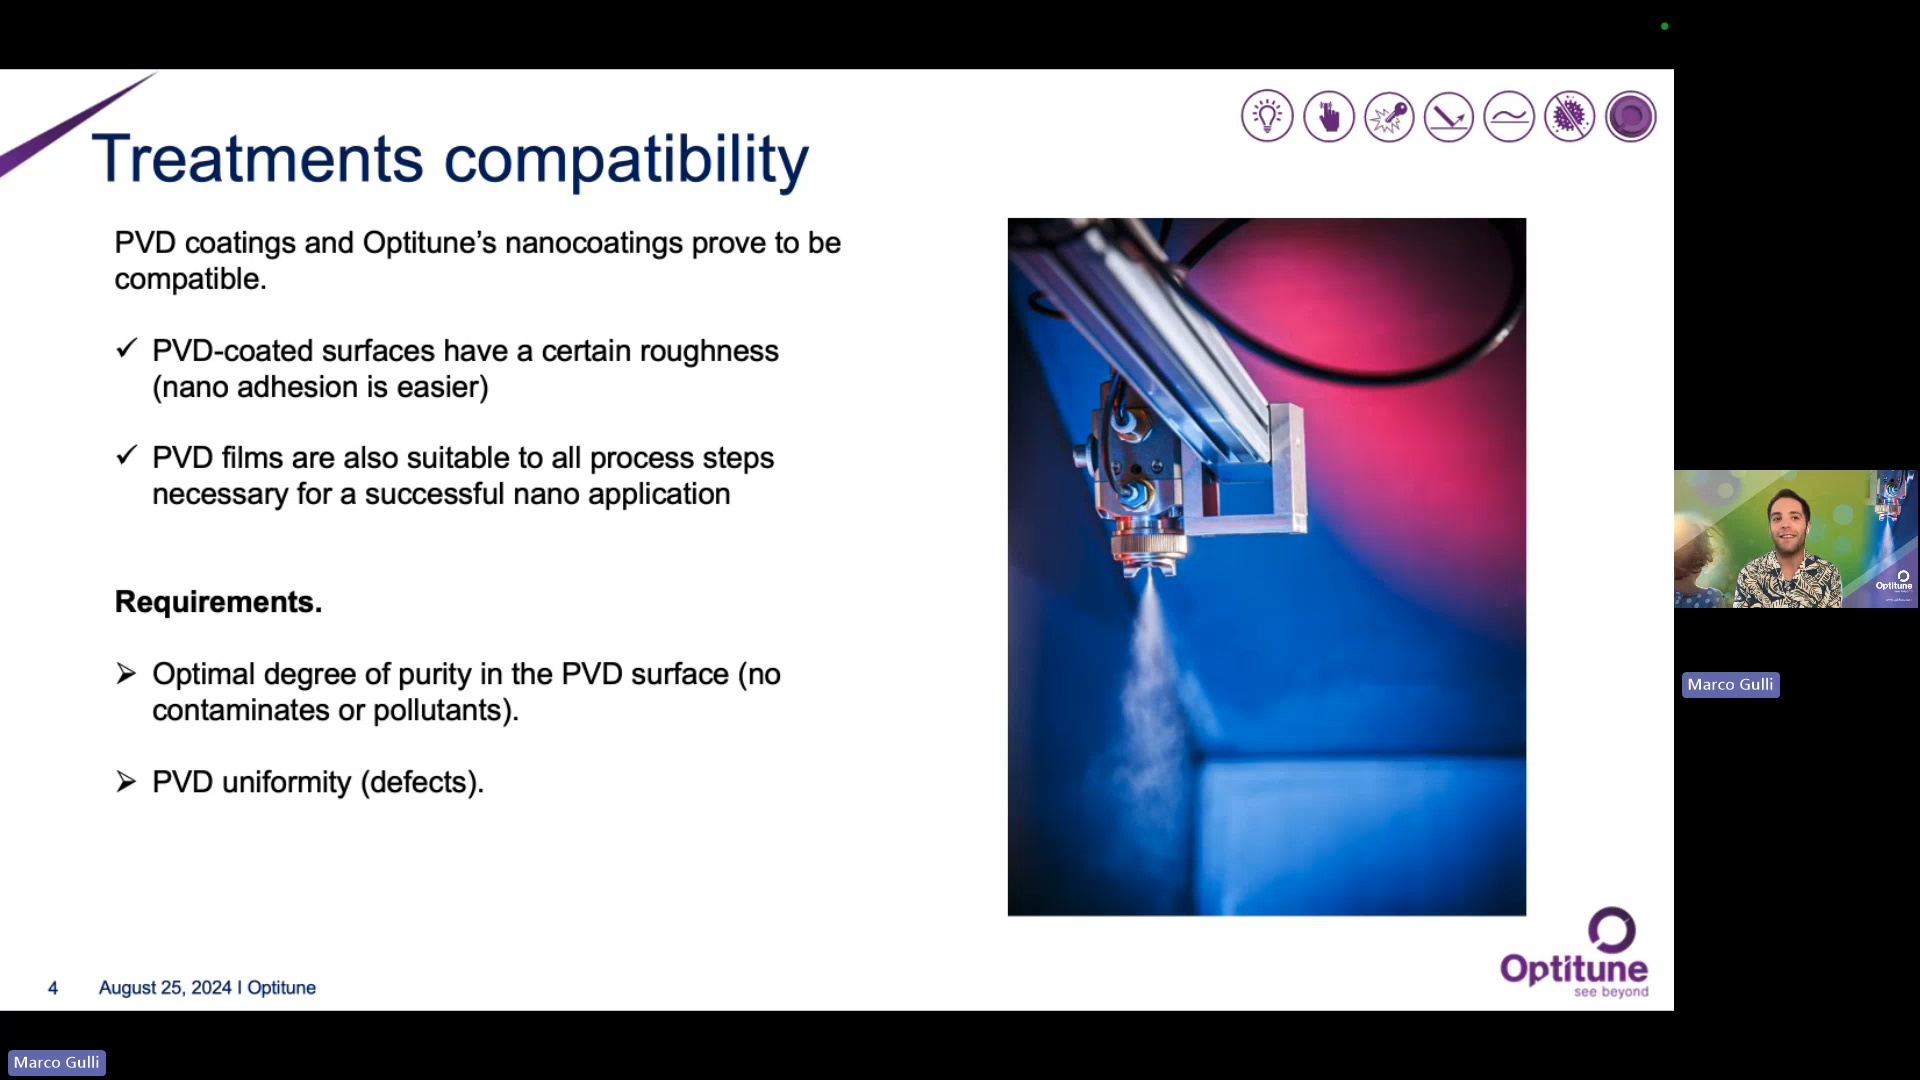 Treatments compatibility
PVD coatings and Optitune’s nanocoatings prove to be
compatible.
PVD-coated surfaces have a certain roughness
(nano adhesion is easier)
PVD films are also suitable to all process steps
necessary for a successful nano application
Requirements.
Optimal degree of purity in the PVD surface (no
contaminates or pollutants).
PVD uniformity (defects).
4 August 25, 2024 I Optitune
Optitune
see beyond
Optitune
Marco Gulli
Marco Gulli